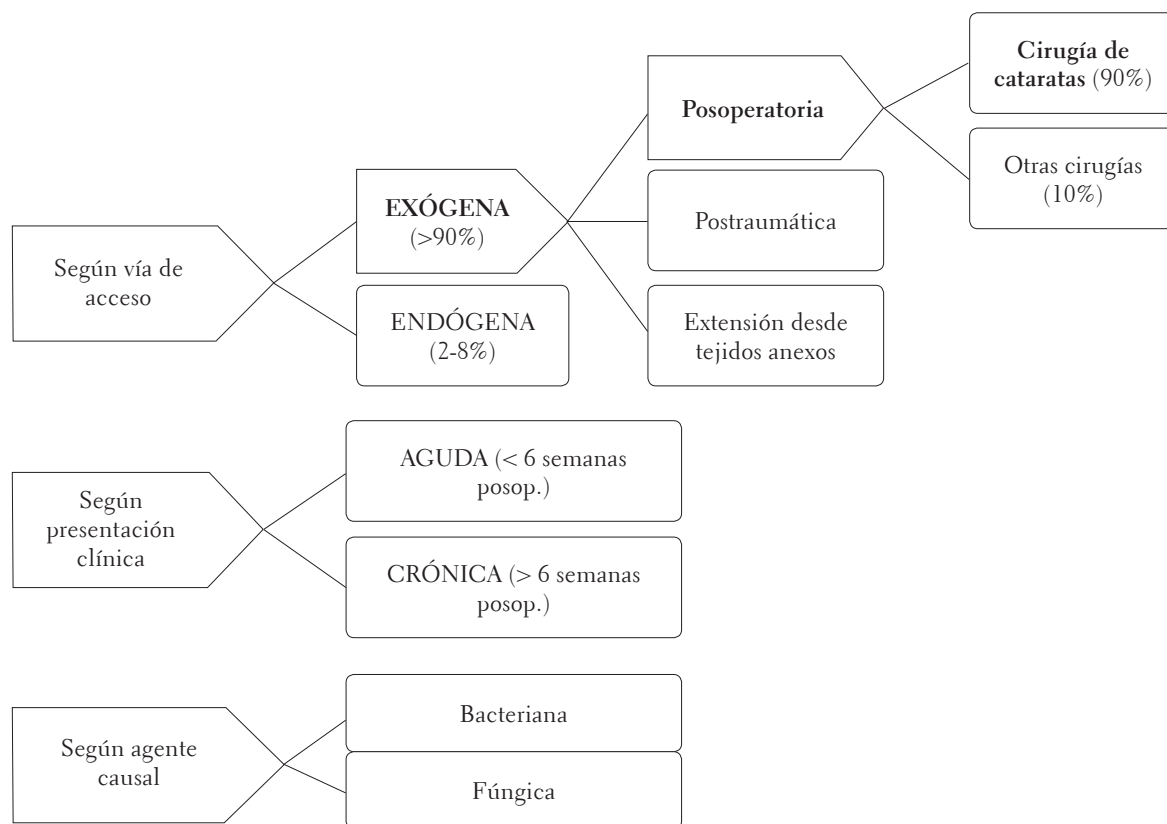 Según vía de
acceso
EXÓGENA
(>90%)
ENDÓGENA
(2-8%)
Posoperatoria
Postraumática
Extensión desde
tejidos anexos
Cirugía de
cataratas (90%)
Otras cirugías
(10%)
Según
presentación
clínica
AGUDA (< 6 semanas
posop.)
CRÓNICA (> 6 semanas
posop.)
Según agente
causal
Bacteriana
Fúngica